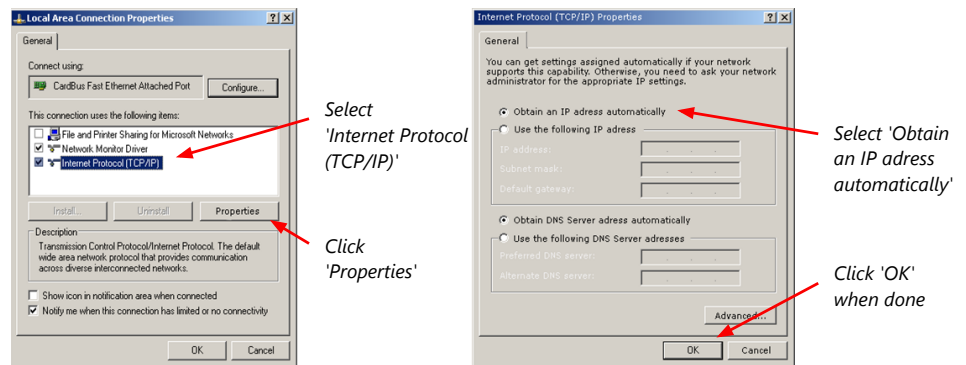 Local Area Connection Properties
General
Connect using:
CardBus Fast Ethernet Attached Port
Configure...
This connection uses the following items:
File and Printer Sharing for Microsoft Networks
Network Monitor Driver
Internet Protocol (TCP/IP)
Install...
Uninstall
Properties
Description
Transmission Control Protocol/Internet Protocol. The default
wide area network protocol that provides communication
across diverse interconnected networks.
Show icon in notification area when connected
Notify me when this connection has limited or no connectivity
OK
Cancel
Select
'Internet Protocol
(TCP/IP)'
Click
'Properties'
Internet Protocol (TCP/IP) Properties
General
You can get settings assigned automatically if your network
supports this capability. Otherwise, you need to ask your network
administrator for the appropriate IP settings.
Obtain an IP adress automatically
Use the following IP adress
IP address:
Subnet mask:
Default gateway:
Obtain DNS Server adress automatically
Use the following DNS Server adresses
Preferred DNS server:
Alternate DNS server:
Advanced...
OK
Cancel
Select 'Obtain
an IP adress
automatically'
Click 'OK'
when done